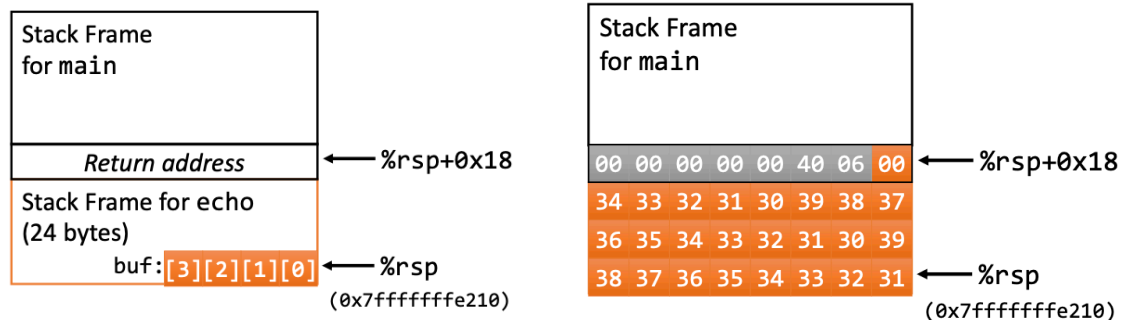 Stack Frame
for main
Return address
%rsp+0x18
Stack Frame for echo
(24 bytes)
buf:[3][2][1][0]
%rsp
(0x7fffffffe210)
Stack Frame
for main
00 00 00 00 00 40 06 00
%rsp+0x18
34 33 32 31 30 39 38 37
36 35 34 33 32 31 30 39
38 37 36 35 34 33 32 31
%rsp
(0x7fffffffe210)